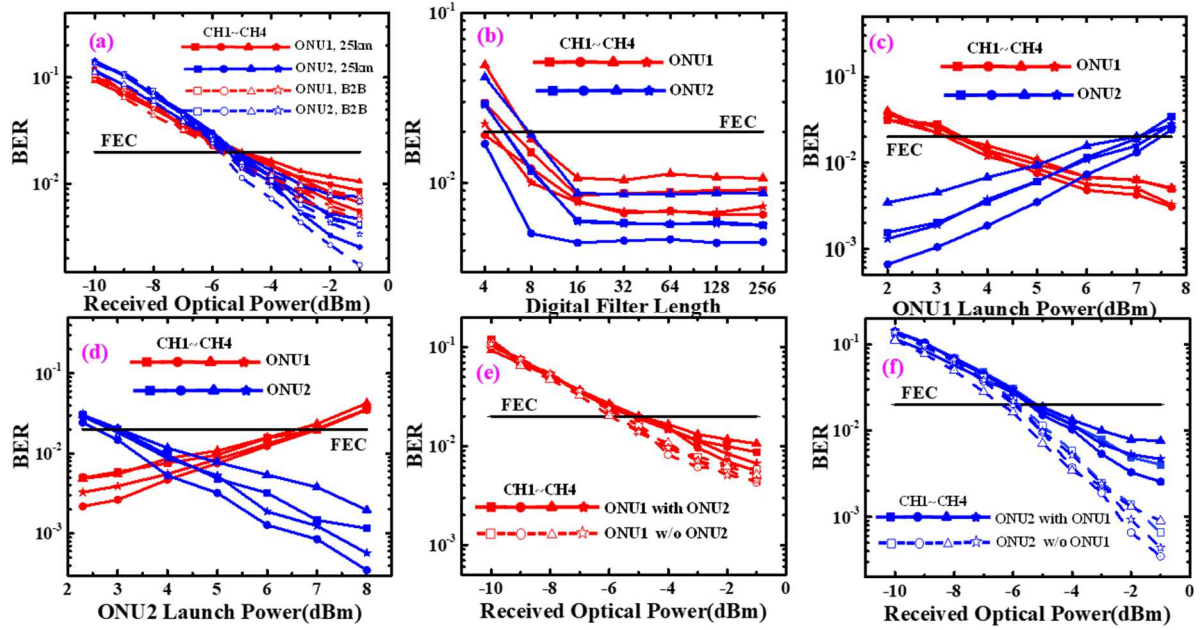 (a)
CH1~CH4
ONU1, 25km
ONU2, 25km
ONU1, B2B
ONU2, B2B
FEC
10^-1
10^-2
BER
-10 -8 -6 -4 -2 0
Received Optical Power(dBm)
(b)
CH1~CH4
ONU1
ONU2
FEC
10^-1
10^-2
BER
4 8 16 32 64 128 256
Digital Filter Length
(c)
CH1~CH4
ONU1
ONU2
FEC
10^-1
10^-2
10^-3
BER
2 3 4 5 6 7 8
ONU1 Launch Power(dBm)
(d)
CH1~CH4
ONU1
ONU2
FEC
10^-1
10^-2
10^-3
BER
2 3 4 5 6 7 8
ONU2 Launch Power(dBm)
(e)
FEC
CH1~CH4
ONU1 with ONU2
ONU1 w/o ONU2
10^-1
10^-2
10^-3
BER
-10 -8 -6 -4 -2 0
Received Optical Power(dBm)
(f)
FEC
CH1~CH4
ONU2 with ONU1
ONU2 w/o ONU1
10^-1
10^-2
10^-3
BER
-10 -8 -6 -4 -2 0
Received Optical Power(dBm)